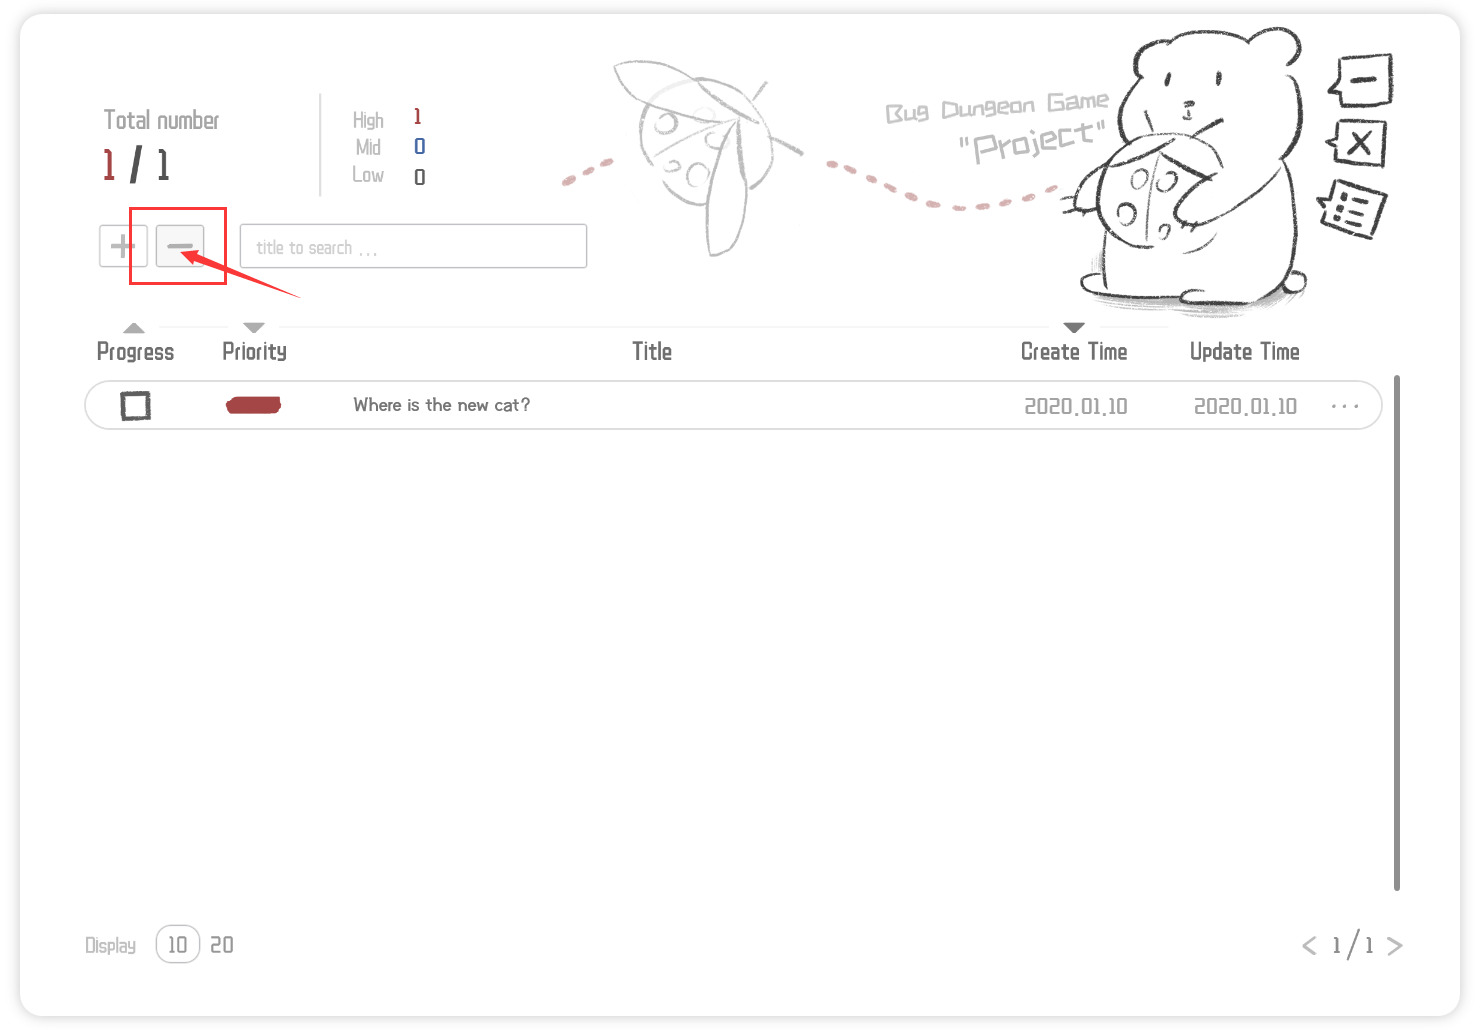 Total number
1 / 1
High 1
Mid 0
Low 0
Bug Dungeon Game
"Project"
title to search ...
Progress Priority Title Create Time Update Time
Where is the new cat? 2020.01.10 2020.01.10 ...
Display 10 20
< 1 / 1 >